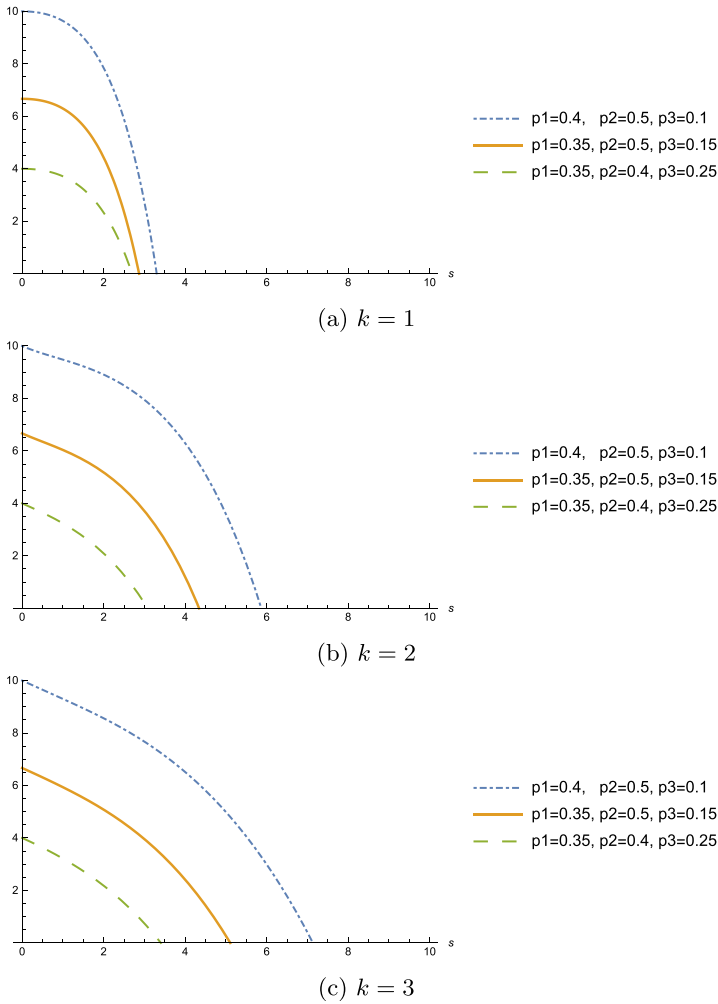 10
8
6
4
2
0 2 4 6 8 10 s
p1=0.4, p2=0.5, p3=0.1
p1=0.35, p2=0.5, p3=0.15
p1=0.35, p2=0.4, p3=0.25
(a) k = 1
10
8
6
4
2
0 2 4 6 8 10 s
p1=0.4, p2=0.5, p3=0.1
p1=0.35, p2=0.5, p3=0.15
p1=0.35, p2=0.4, p3=0.25
(b) k = 2
10
8
6
4
2
0 2 4 6 8 10 s
p1=0.4, p2=0.5, p3=0.1
p1=0.35, p2=0.5, p3=0.15
p1=0.35, p2=0.4, p3=0.25
(c) k = 3